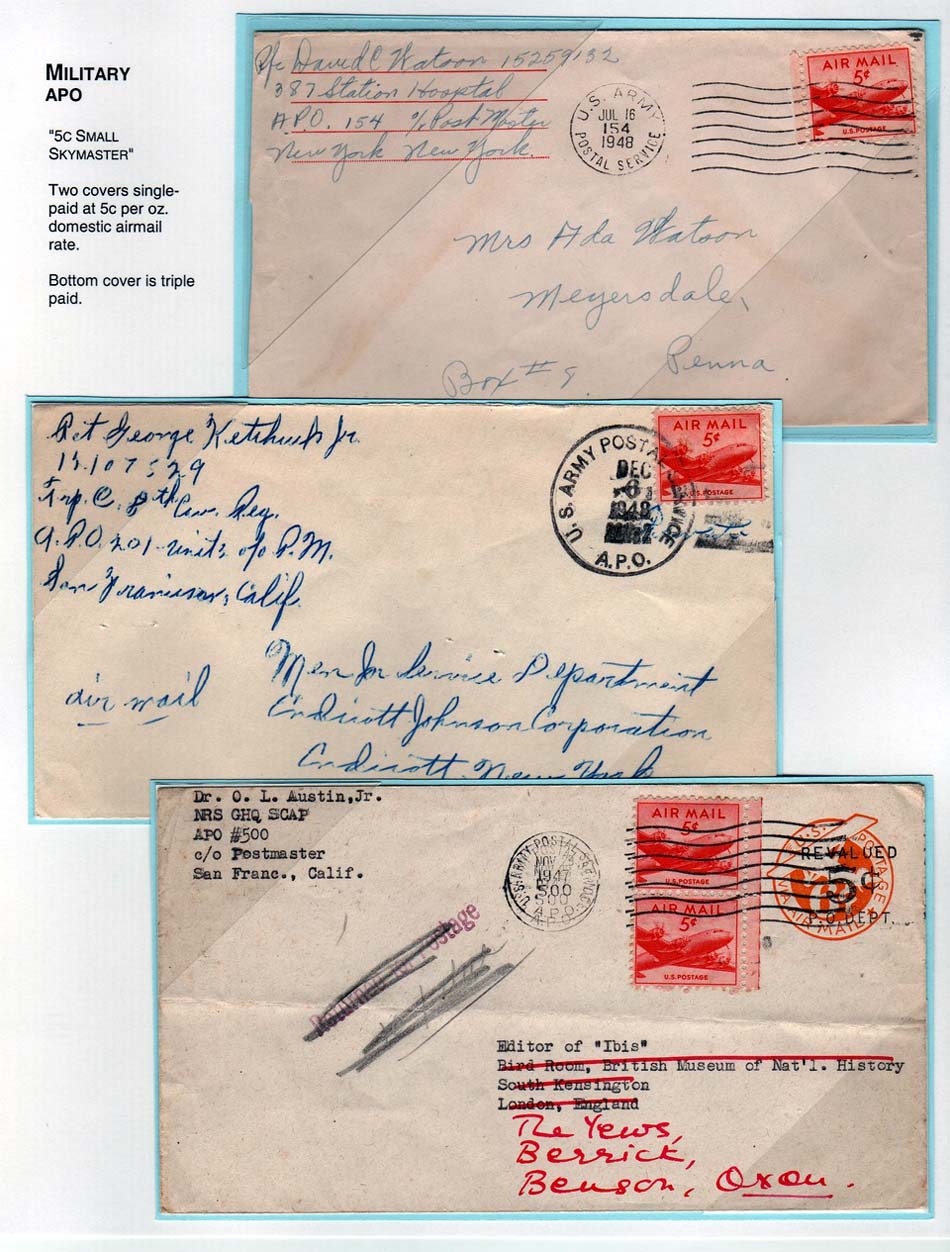 MILITARY
APO
"5C SMALL
SKYMASTER"
Two covers single-
paid at 5c per oz.
domestic airmail
rate.
Bottom cover is triple
paid.
Pfc David C Watson 15259132
387 Station Hospital
A.P.O. 154 % Post Master
New York New York.
U.S. ARMY
JUL 16
154
1948
POSTAL SERVICE
AIR MAIL
5¢
U.S. POSTAGE
Mrs Ada Watson
Meyersdale,
Box # 9 Penna
Pvt George Jr.
Trp. C. 8th Cav. Reg.
A.P.O. 201 Unit 2 c/o P.M.
San Francisco, Calif.
U.S. ARMY POSTAL SERVICE
DEC
1948
A.P.O.
AIR MAIL
5¢
U.S. POSTAGE
air mail
Men In Service Department
Endicott Johnson Corporation
Endicott, New York
Dr. O. L. Austin,Jr.
NRS GHQ SCAP
APO #500
c/o Postmaster
San Franc., Calif.
U.S. ARMY POSTAL SERVICE
NOV
1947
500
A.P.O.
AIR MAIL
5¢
U.S. POSTAGE
AIR MAIL
5¢
U.S. POSTAGE
U.S. POSTAGE
REVALUED
5¢
P.O. DEPT.
VIA AIR MAIL
Returned for Postage
Editor of "Ibis"
Bird Room, British Museum of Nat'l. History
South Kensington
London, England
The Yews,
Berrick,
Benson, Oxon.